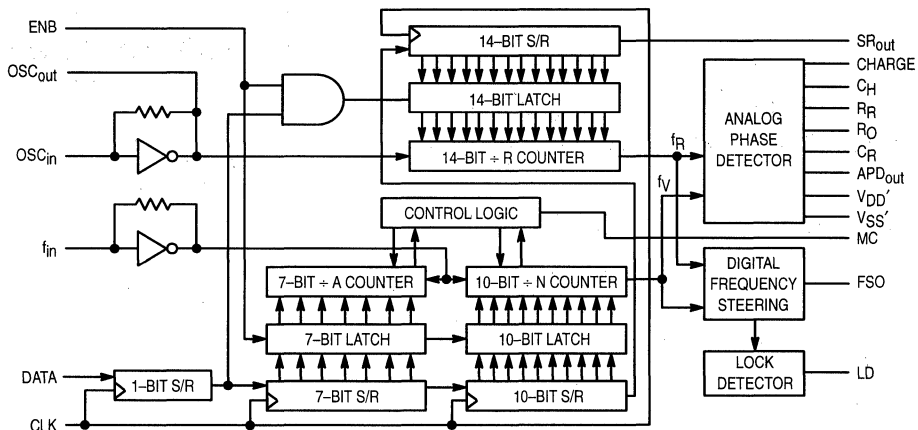 ENB
OSCout
OSCin
fin
DATA
CLK
1–BIT S/R
14–BIT S/R
14–BIT LATCH
14–BIT ÷ R COUNTER
CONTROL LOGIC
7–BIT ÷ A COUNTER
10–BIT ÷ N COUNTER
7–BIT LATCH
10–BIT LATCH
7–BIT S/R
10–BIT S/R
fR
fV
ANALOG
PHASE
DETECTOR
DIGITAL
FREQUENCY
STEERING
LOCK
DETECTOR
SRout
CHARGE
CH
RR
RO
CR
APDout
VDD′
VSS′
MC
FSO
LD